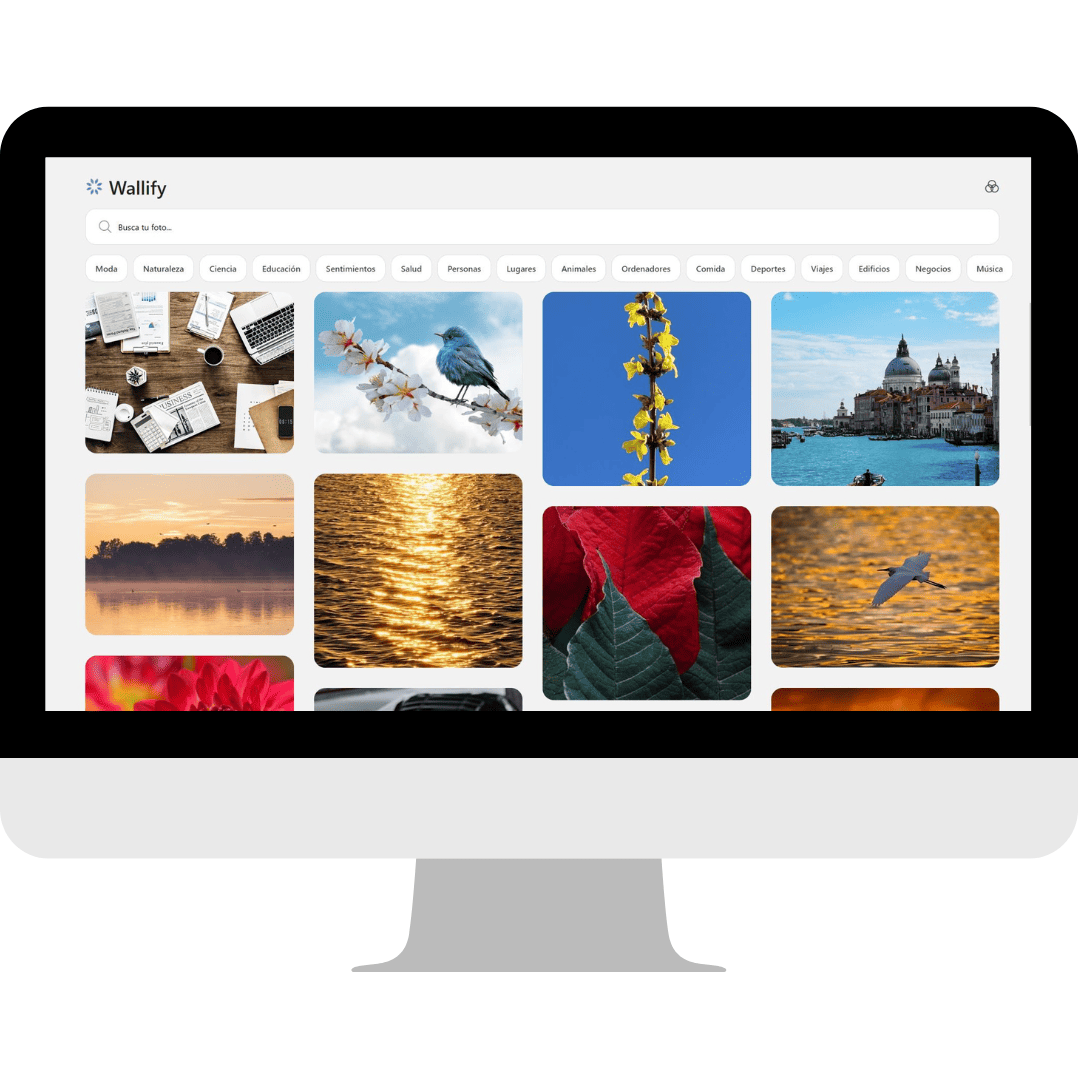 Wallify
Busca tu foto...
Moda Naturaleza Ciencia Educación Sentimientos Salud Personas Lugares Animales Ordenadores Comida Deportes Viajes Edificios Negocios Música